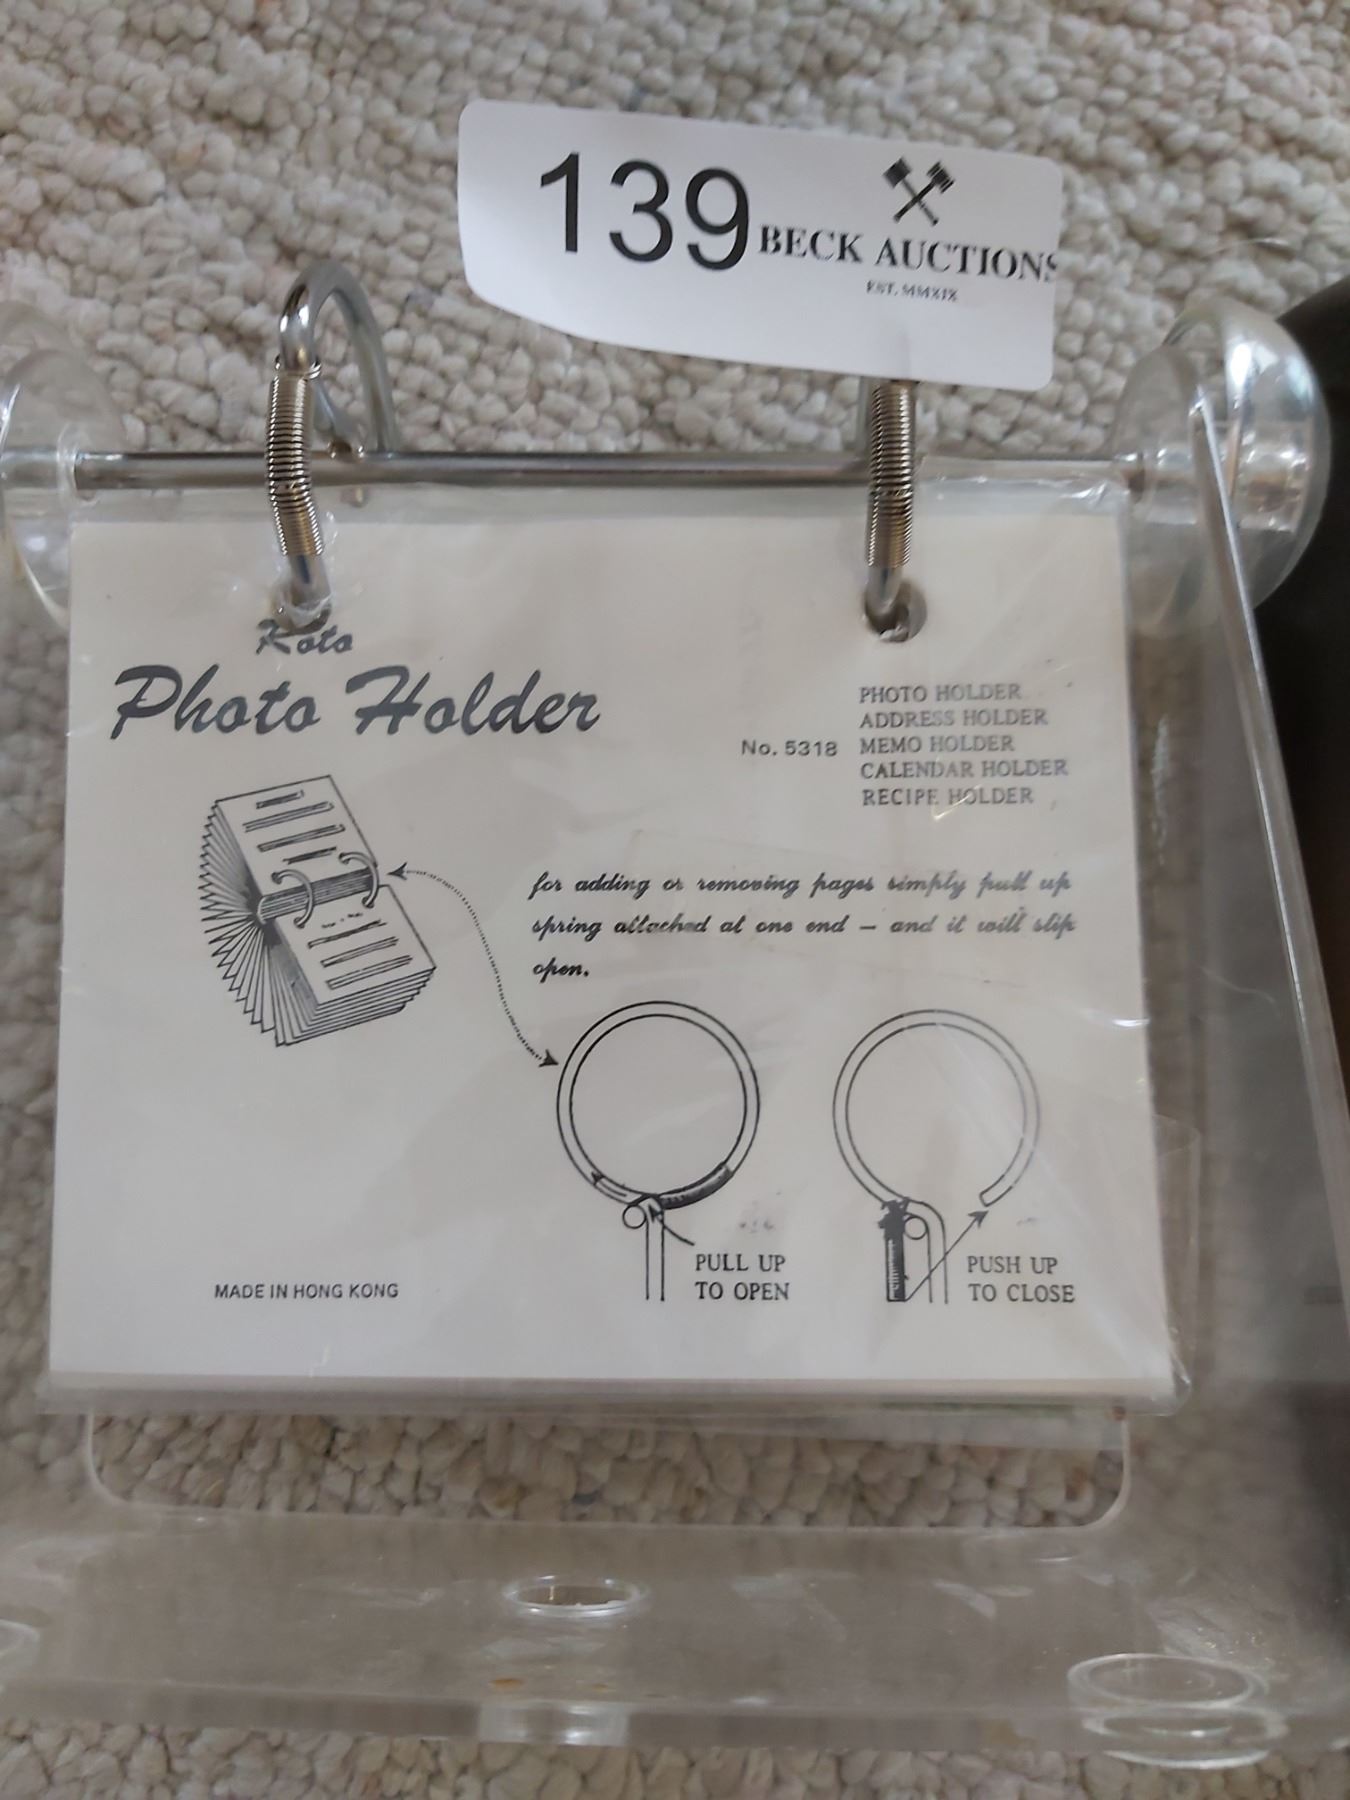 139
BECK AUCTIONS
EST. MMXIX
Koto
Photo Holder
No. 5318
PHOTO HOLDER
ADDRESS HOLDER
MEMO HOLDER
CALENDAR HOLDER
RECIPE HOLDER
for adding or removing pages simply pull up
spring attached at one end — and it will slip
open.
PULL UP
TO OPEN
PUSH UP
TO CLOSE
MADE IN HONG KONG